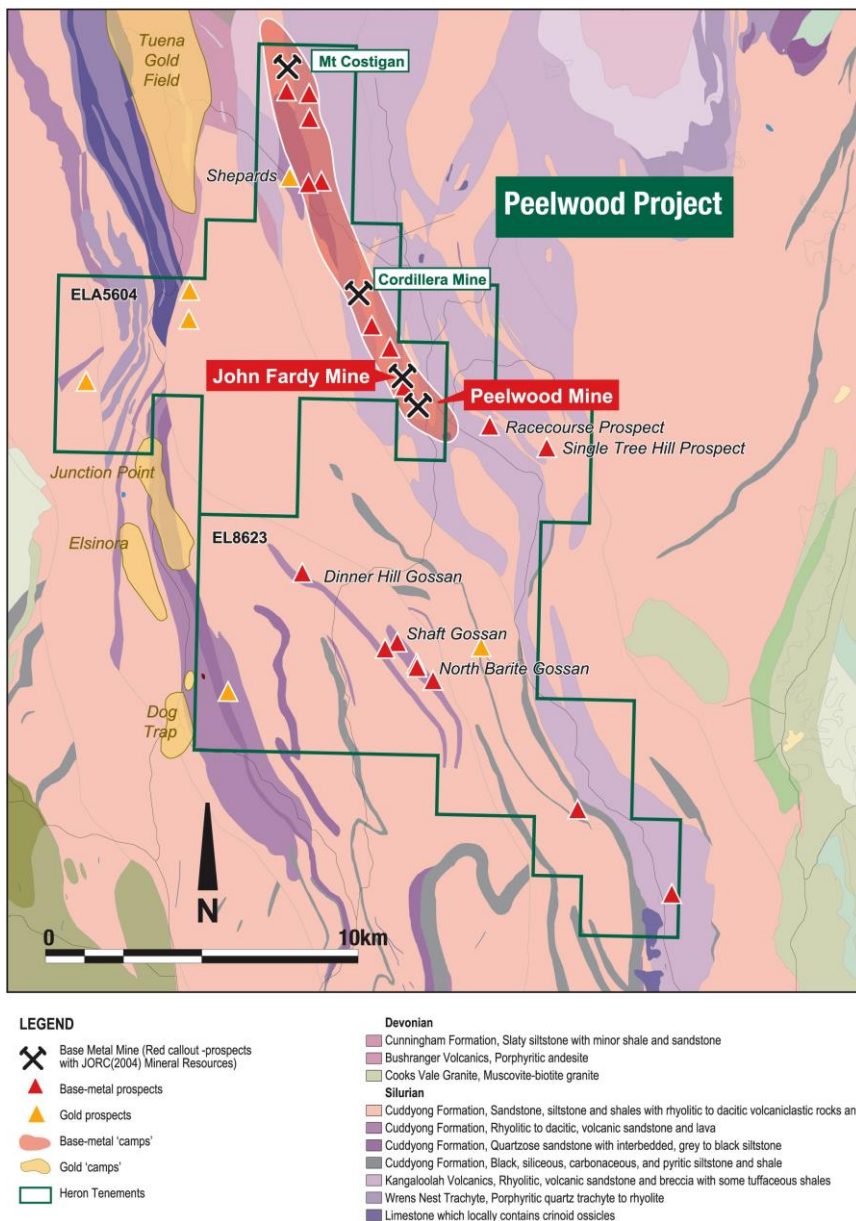 Tuena
Gold
Field
Mt Costigan
Shepards
Peelwood Project
Cordillera Mine
ELA5604
John Fardy Mine
Peelwood Mine
Racecourse Prospect
Single Tree Hill Prospect
Junction Point
Elsinora
EL8623
Dinner Hill Gossan
Shaft Gossan
North Barite Gossan
Dog
Trap
N
0 10km
LEGEND
Base Metal Mine (Red callout -prospects
with JORC(2004) Mineral Resources)
Base-metal prospects
Gold prospects
Base-metal 'camps'
Gold 'camps'
Heron Tenements
Devonian
Cunningham Formation, Slaty siltstone with minor shale and sandstone
Bushranger Volcanics, Porphyritic andesite
Cooks Vale Granite, Muscovite-biotite granite
Silurian
Cuddyong Formation, Sandstone, siltstone and shales with rhyolitic to dacitic volcaniclastic rocks an
Cuddyong Formation, Rhyolitic to dacitic, volcanic sandstone and lava
Cuddyong Formation, Quartzose sandstone with interbedded, grey to black siltstone
Cuddyong Formation, Black, siliceous, carbonaceous, and pyritic siltstone and shale
Kangaloolah Volcanics, Rhyolitic, volcanic sandstone and breccia with some tuffaceous shales
Wrens Nest Trachyte, Porphyritic quartz trachyte to rhyolite
Limestone which locally contains crinoid ossicles